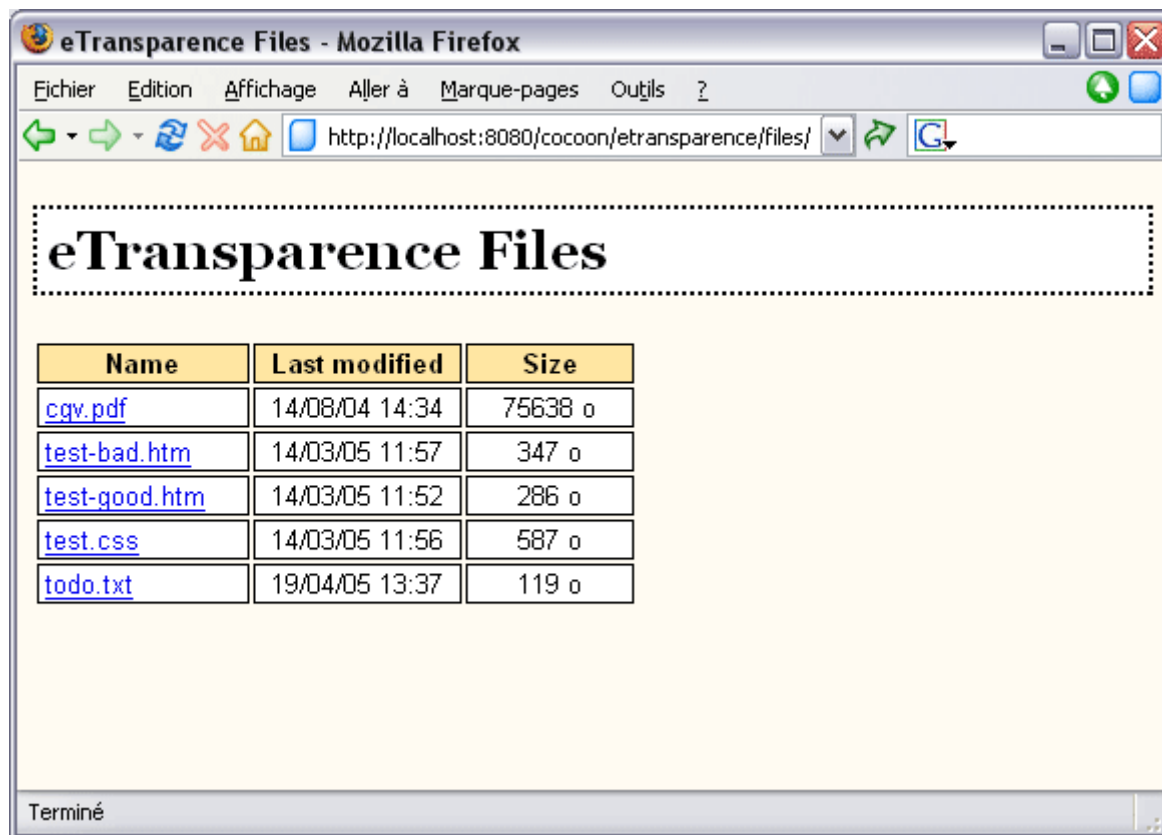 eTransparence Files - Mozilla Firefox
Fichier Edition Affichage Aller à Marque-pages Outils ?
http://localhost:8080/cocoon/etransparence/files/ G
eTransparence Files
Name Last modified Size
cgv.pdf 14/08/04 14:34 75638 o
test-bad.htm 14/03/05 11:57 347 o
test-good.htm 14/03/05 11:52 286 o
test.css 14/03/05 11:56 587 o
todo.txt 19/04/05 13:37 119 o
Terminé